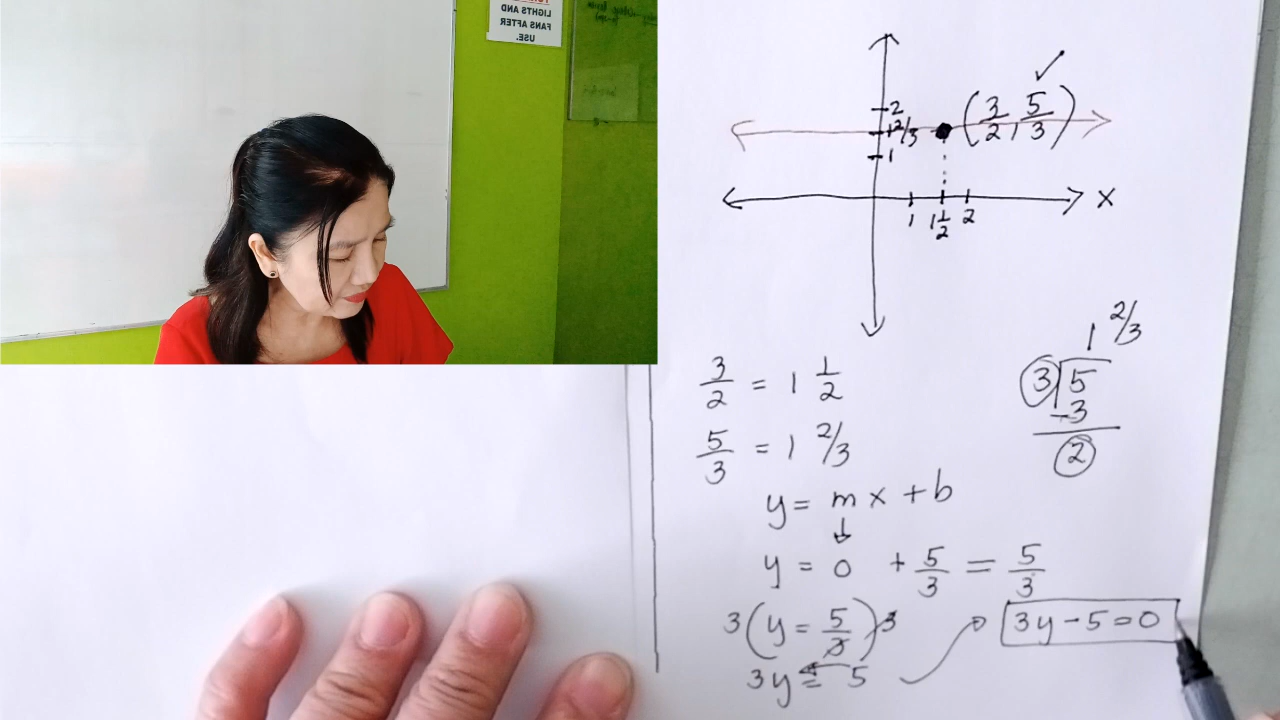 LIGHTS AND
FANS AFTER
USE.
2
1 2/3
1
(3/2, 5/3) ✓
x
1 1 1/2 2
3/2 = 1 1/2
5/3 = 1 2/3
1 2/3
3 5
-3
2
y = mx + b
↓
y = 0 + 5/3 = 5/3
3(y = 5/3)3
3y = 5
3y - 5 = 0